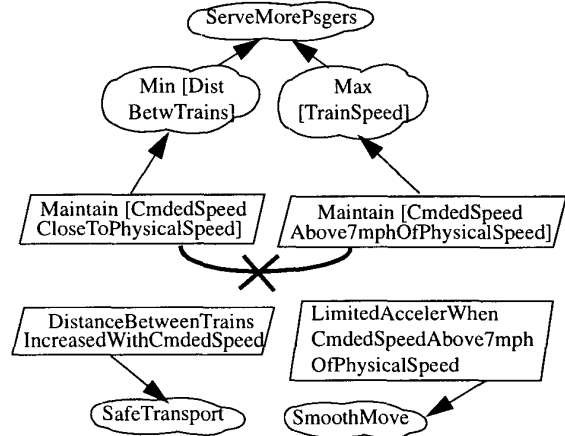 ServeMorePsgers
Min [Dist
BetwTrains]
Max
[TrainSpeed]
Maintain [CmdedSpeed
CloseToPhysicalSpeed]
Maintain [CmdedSpeed
Above7mphOfPhysicalSpeed]
DistanceBetweenTrains
IncreasedWithCmdedSpeed
LimitedAccelerWhen
CmdedSpeedAbove7mph
OfPhysicalSpeed
SafeTransport
SmoothMove